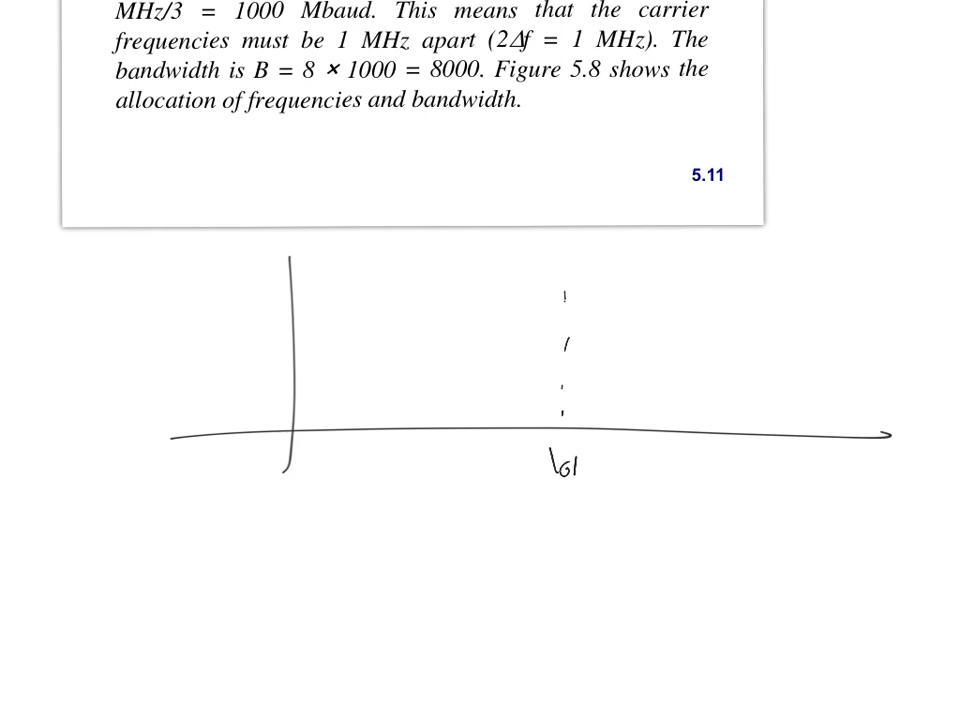 MHz/3 = 1000 Mbaud. This means that the carrier
frequencies must be 1 MHz apart (2Δf = 1 MHz). The
bandwidth is B = 8 × 1000 = 8000. Figure 5.8 shows the
allocation of frequencies and bandwidth.
5.11